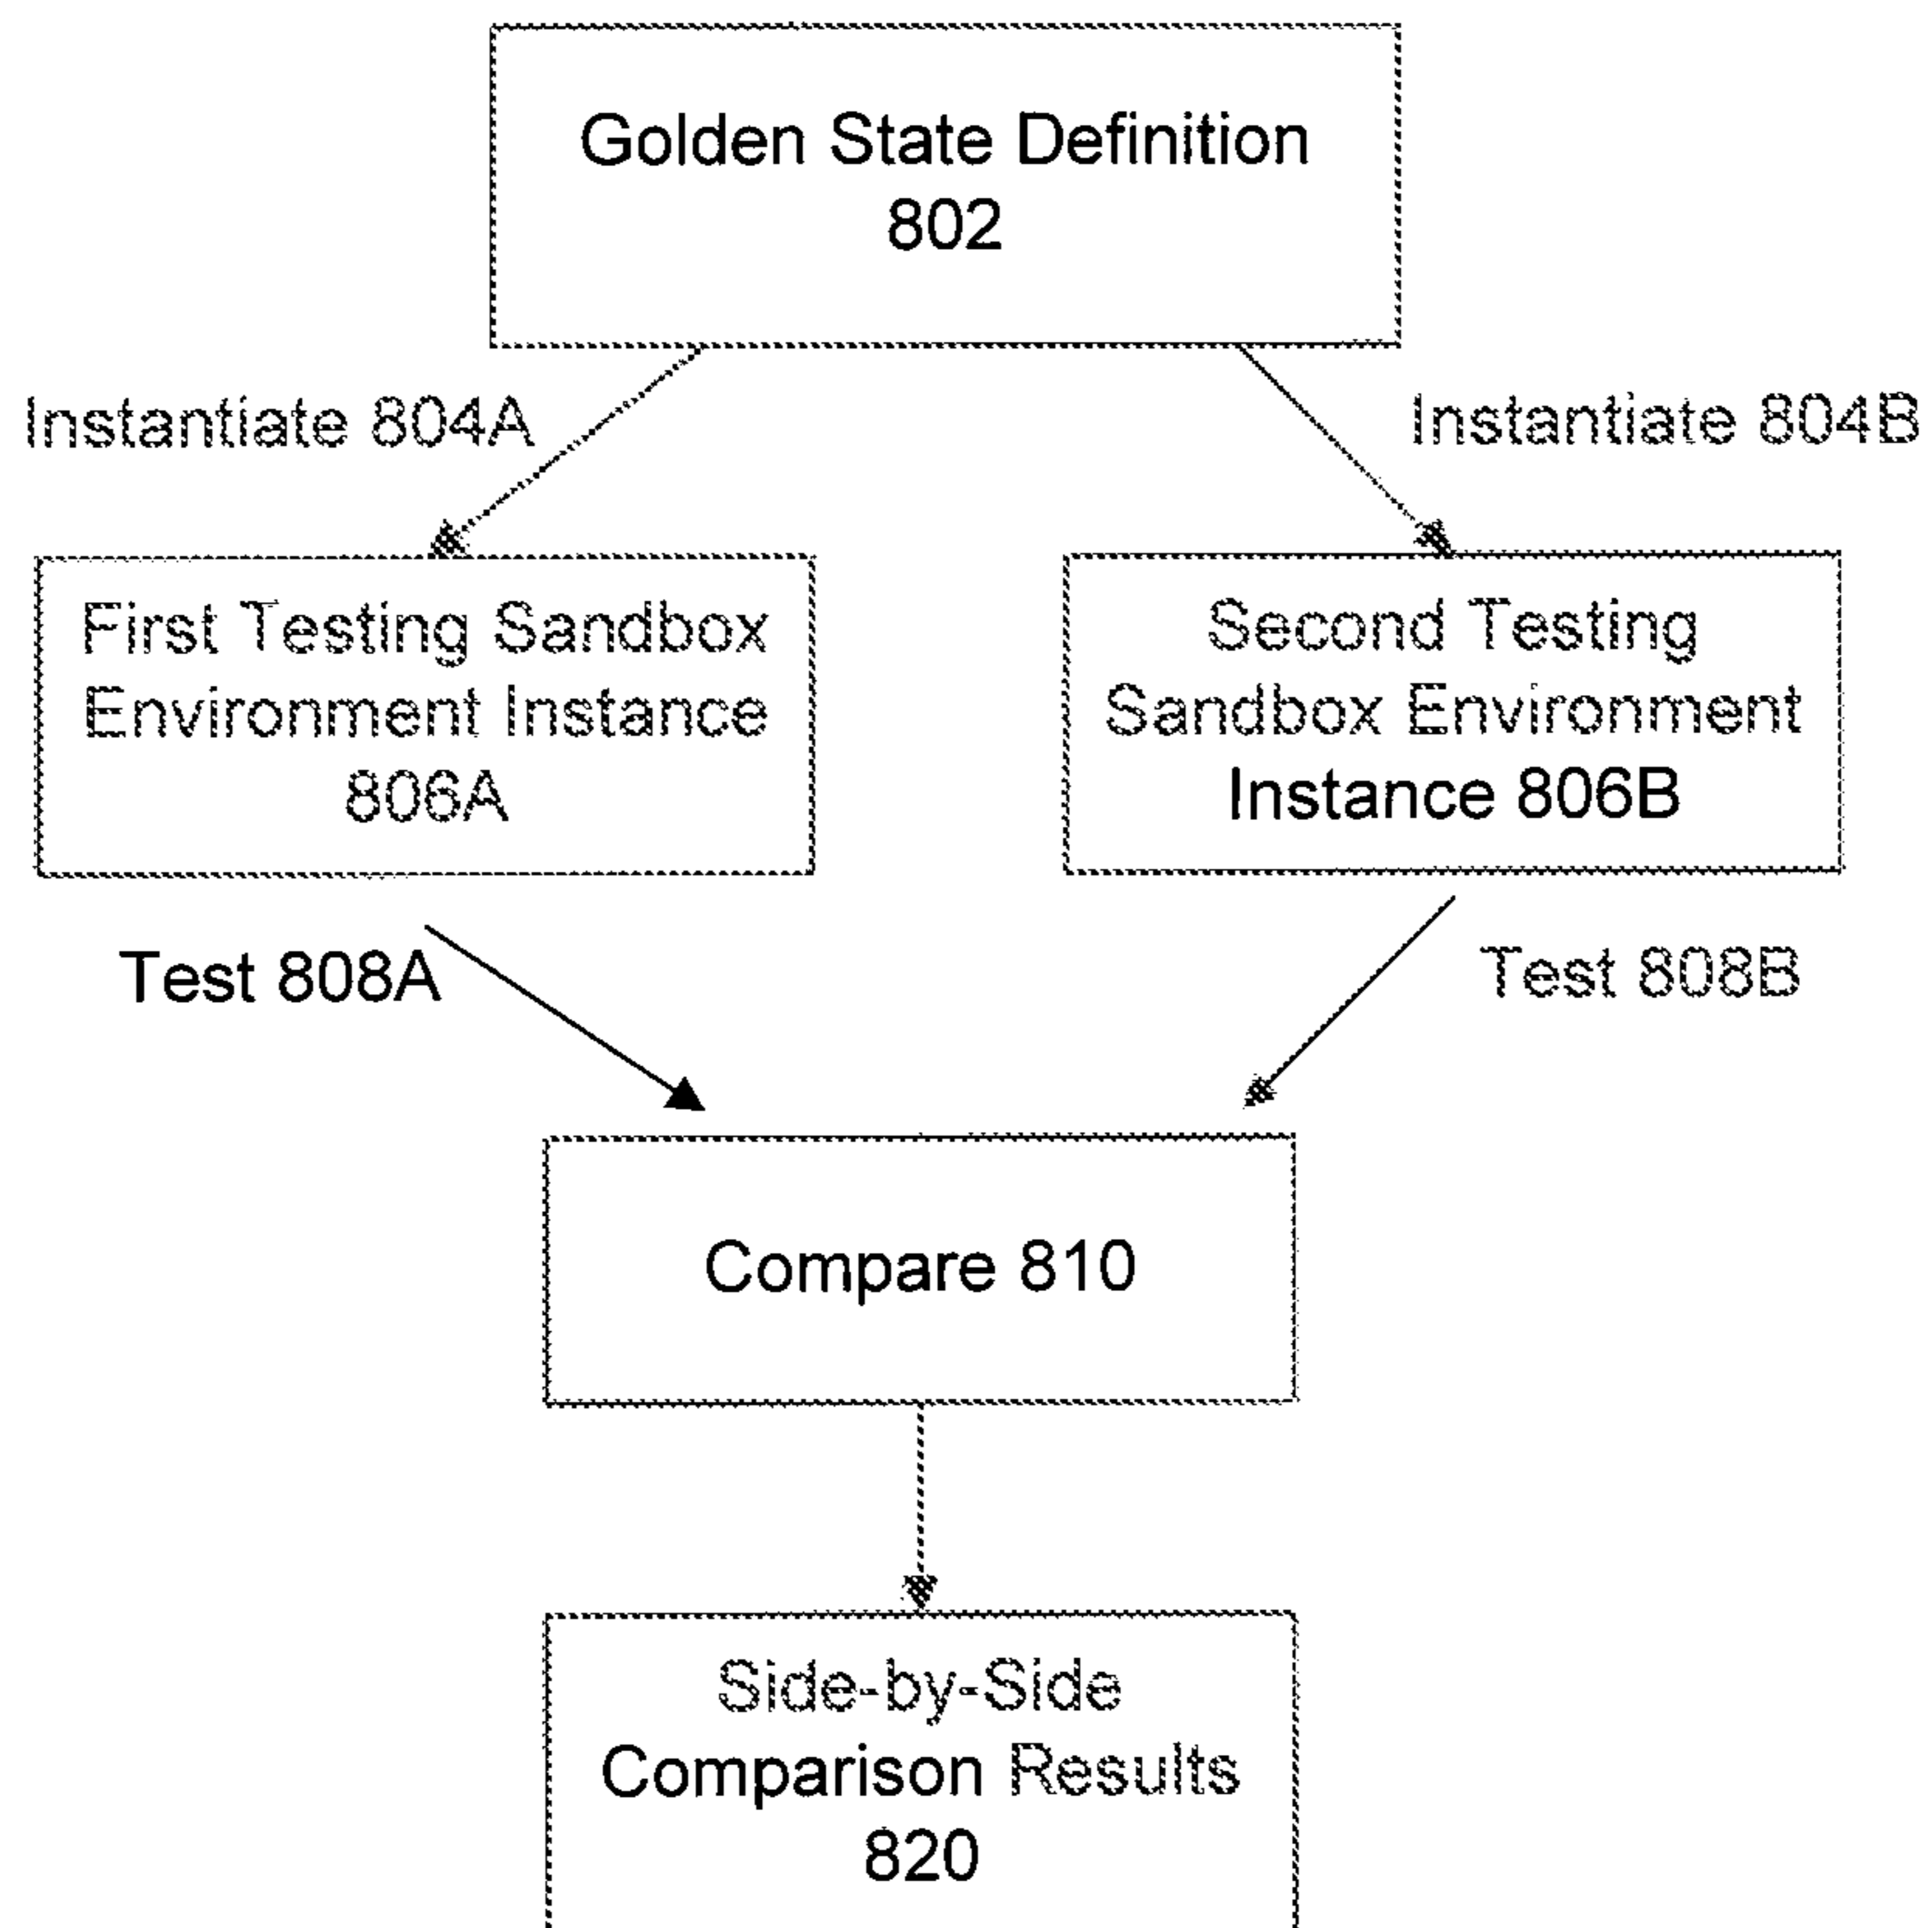 Golden State Definition
802
Instantiate 804A
Instantiate 804B
First Testing Sandbox
Environment Instance
806A
Second Testing
Sandbox Environment
Instance 806B
Test 808A
Test 808B
Compare 810
Side-by-Side
Comparison Results
820